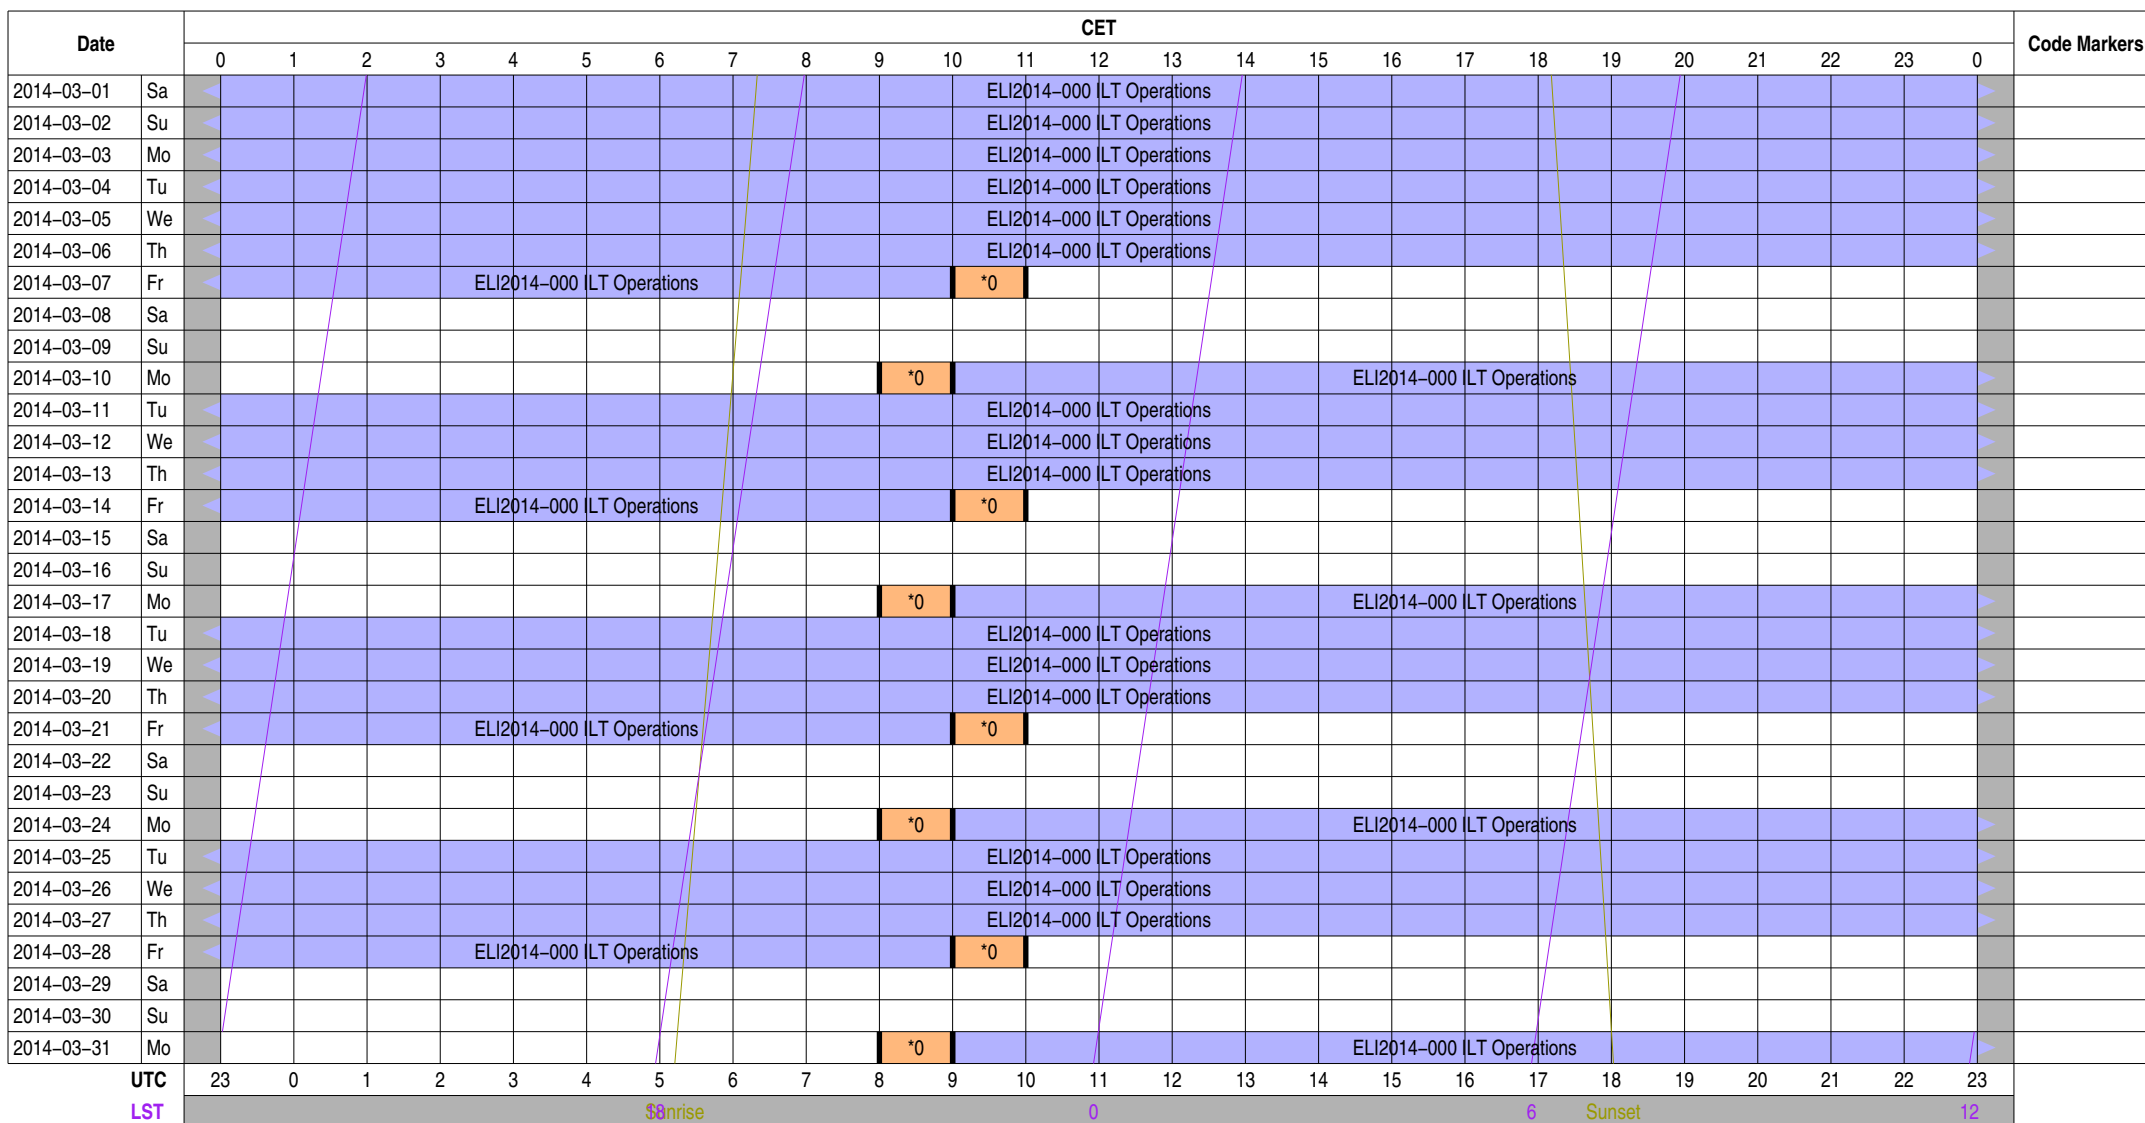 CET
Date Code Markers
0 1 2 3 4 5 6 7 8 9 10 11 12 13 14 15 16 17 18 19 20 21 22 23 0
2014–03–01 Sa ELI2014–000 ILT Operations
2014–03–02 Su ELI2014–000 ILT Operations
2014–03–03 Mo ELI2014–000 ILT Operations
2014–03–04 Tu ELI2014–000 ILT Operations
2014–03–05 We ELI2014–000 ILT Operations
2014–03–06 Th ELI2014–000 ILT Operations
2014–03–07 Fr ELI2014–000 ILT Operations *0
2014–03–08 Sa
2014–03–09 Su
2014–03–10 Mo *0 ELI2014–000 ILT Operations
2014–03–11 Tu ELI2014–000 ILT Operations
2014–03–12 We ELI2014–000 ILT Operations
2014–03–13 Th ELI2014–000 ILT Operations
2014–03–14 Fr ELI2014–000 ILT Operations *0
2014–03–15 Sa
2014–03–16 Su
2014–03–17 Mo *0 ELI2014–000 ILT Operations
2014–03–18 Tu ELI2014–000 ILT Operations
2014–03–19 We ELI2014–000 ILT Operations
2014–03–20 Th ELI2014–000 ILT Operations
2014–03–21 Fr ELI2014–000 ILT Operations *0
2014–03–22 Sa
2014–03–23 Su
2014–03–24 Mo *0 ELI2014–000 ILT Operations
2014–03–25 Tu ELI2014–000 ILT Operations
2014–03–26 We ELI2014–000 ILT Operations
2014–03–27 Th ELI2014–000 ILT Operations
2014–03–28 Fr ELI2014–000 ILT Operations *0
2014–03–29 Sa
2014–03–30 Su
2014–03–31 Mo *0 ELI2014–000 ILT Operations
UTC 23 0 1 2 3 4 5 6 7 8 9 10 11 12 13 14 15 16 17 18 19 20 21 22 23
LST 18 Sunrise 0 6 Sunset 12